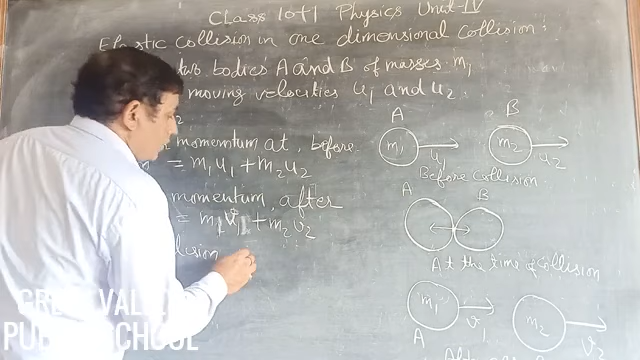 Class 10+1 Physics Unit-IV
Elastic collision in one dimensional collision:
two bodies A and B of masses m1
moving velocities u1 and u2.
2
momentum at, before
= m1u1 + m2u2
momentum, after
= m1v1 + m2v2
A
B
m1
u1
m2
u2
Before collision
A
B
At the time of collision
m1
v1
A
m2
v2
GREEN VALLEY
PUBLIC SCHOOL